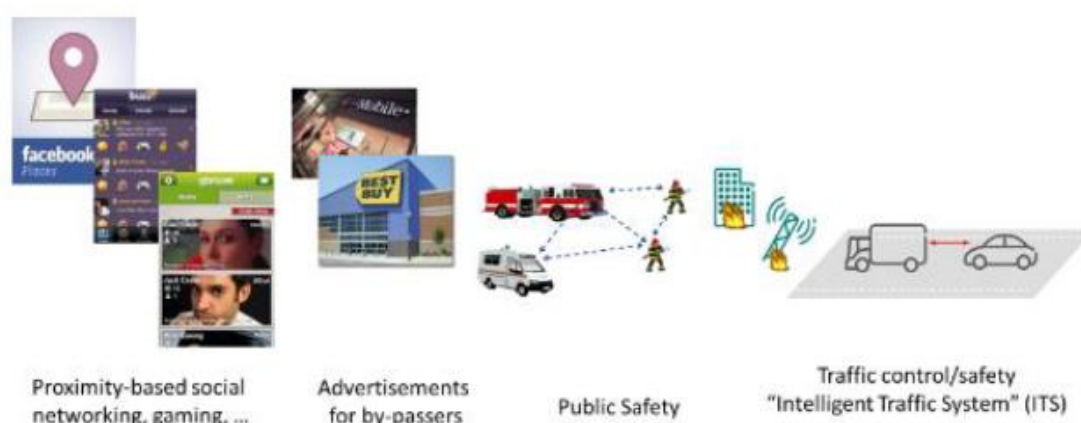 facebook
Places
Mobile
BEST
BUY
Proximity-based social
networking, gaming, ...
Advertisements
for by-passers
Public Safety
Traffic control/safety
“Intelligent Traffic System” (ITS)